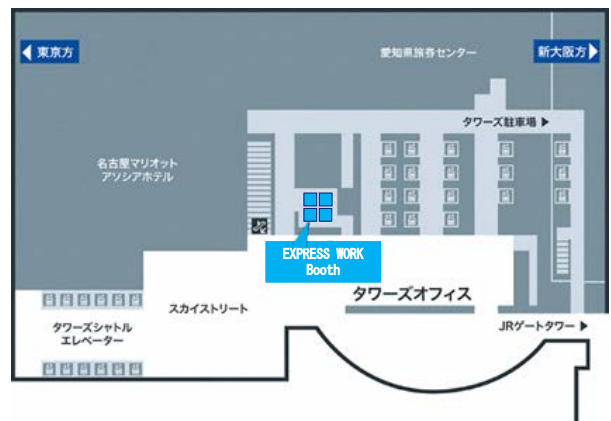 東京方
愛知県旅券センター
新大阪方
タワーズ駐車場
名古屋マリオット
アソシアホテル
EXPRESS WORK
Booth
タワーズオフィス
スカイストリート
タワーズシャトル
エレベーター
JRゲートタワー